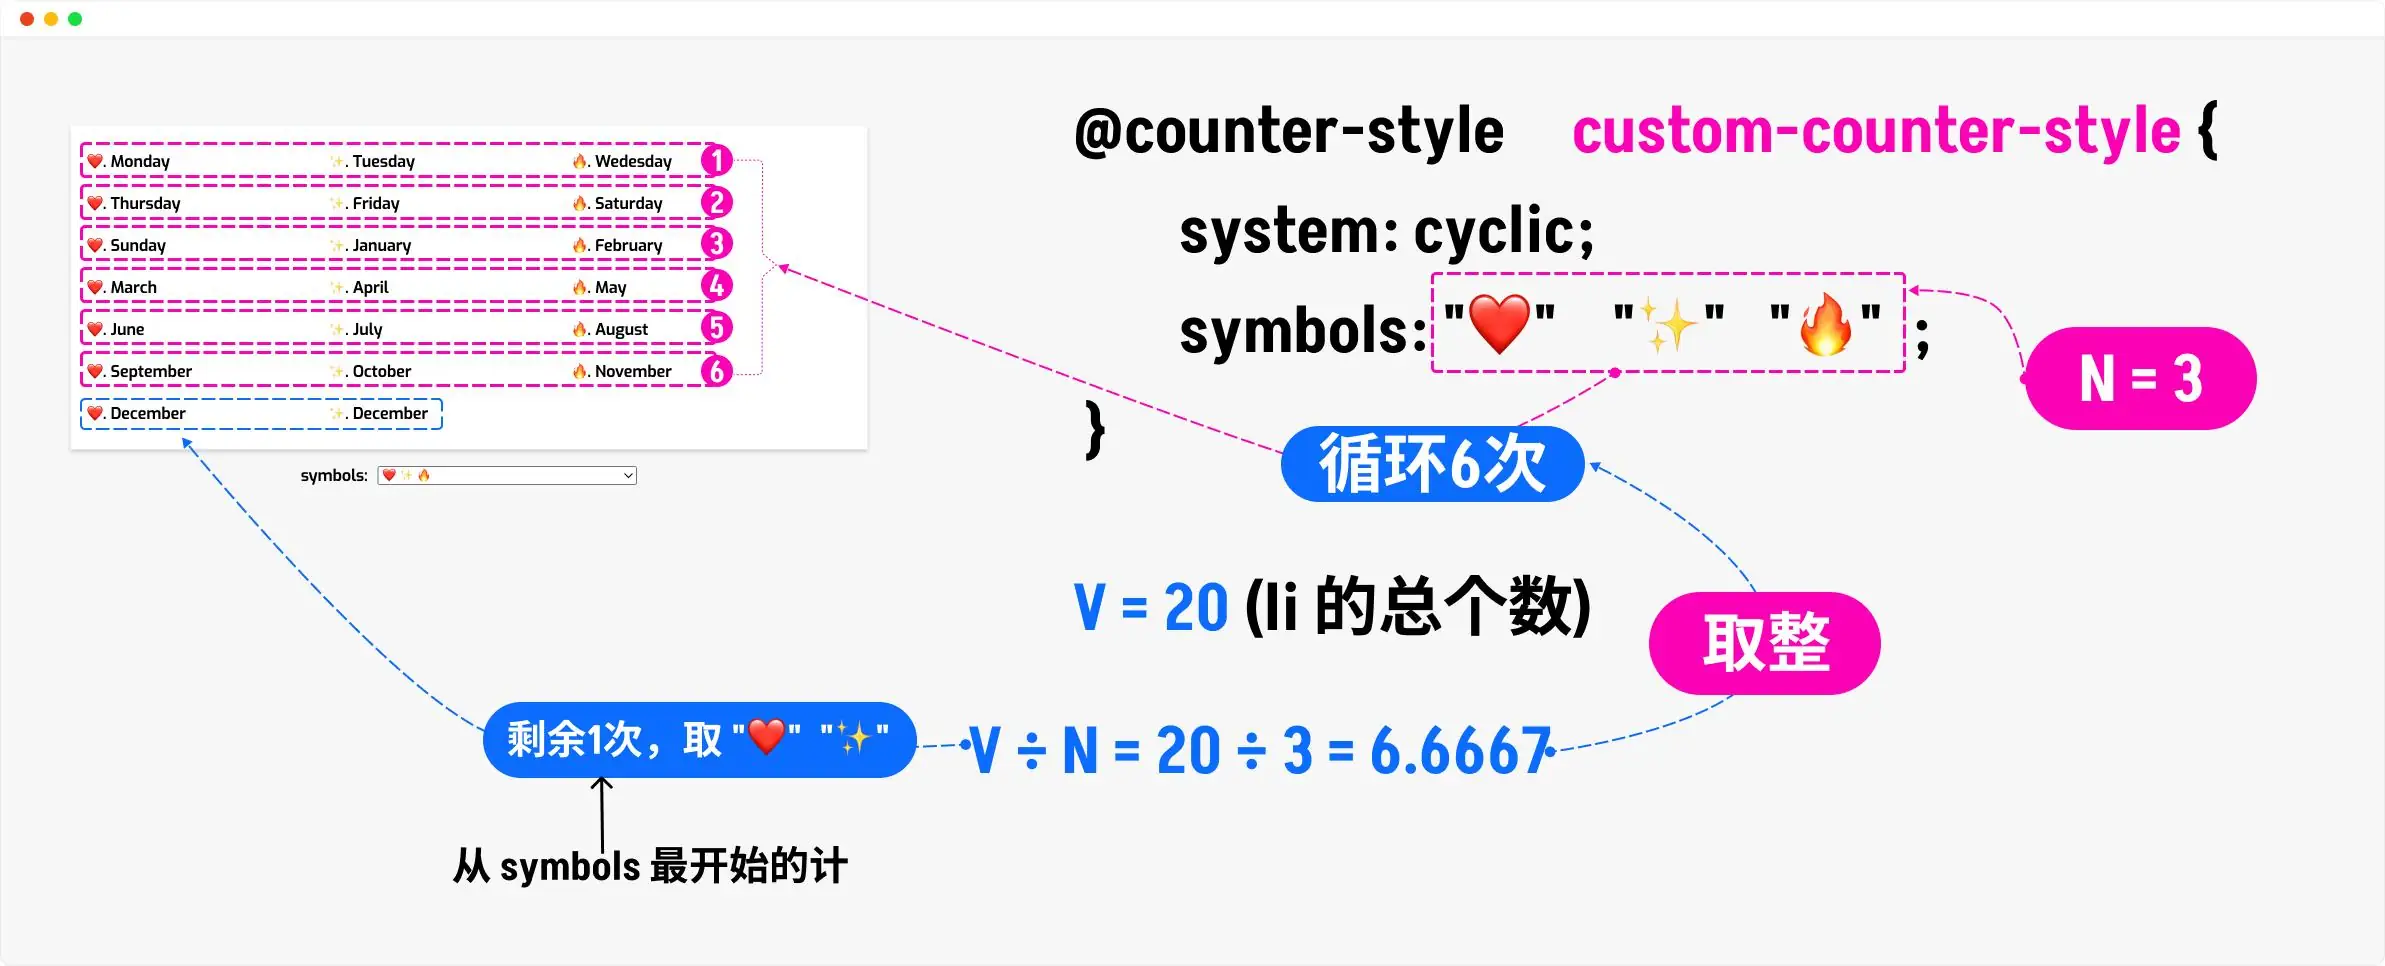 ❤️. Monday ✨. Tuesday 🔥. Wedesday 1
❤️. Thursday ✨. Friday 🔥. Saturday 2
❤️. Sunday ✨. January 🔥. February 3
❤️. March ✨. April 🔥. May 4
❤️. June ✨. July 🔥. August 5
❤️. September ✨. October 🔥. November 6
❤️. December ✨. December
symbols: ❤️ ✨ 🔥
@counter-style custom-counter-style {
system: cyclic;
symbols: "❤️" "✨" "🔥" ;
}
N = 3
循环6次
V = 20 (li 的总个数)
取整
V ÷ N = 20 ÷ 3 = 6.6667
剩余1次，取 "❤️" "✨"
从 symbols 最开始的计